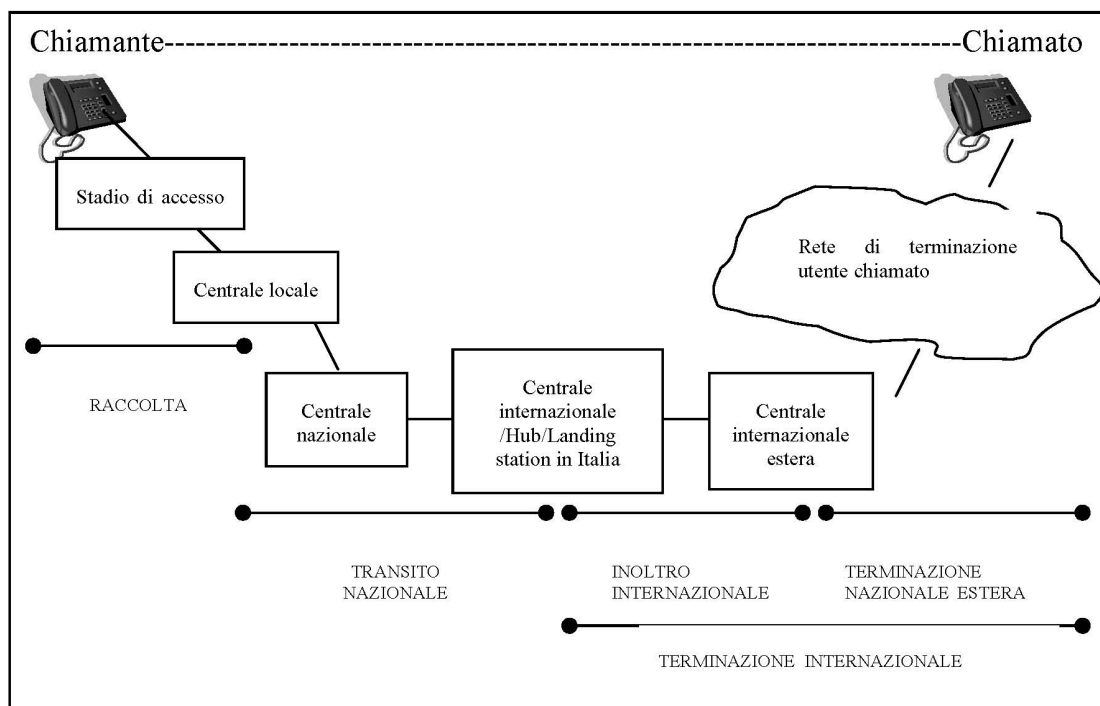 Chiamante-----------------------------------------------------------------------Chiamato
Stadio di accesso
Rete di terminazione
utente chiamato
Centrale locale
RACCOLTA
Centrale
nazionale
Centrale
internazionale
/Hub/Landing
station in Italia
Centrale
internazionale
estera
TRANSITO
NAZIONALE
INOLTRO
INTERNAZIONALE
TERMINAZIONE
NAZIONALE ESTERA
TERMINAZIONE INTERNAZIONALE